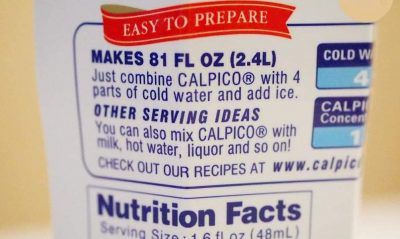 EASY TO PREPARE
MAKES 81 FL OZ (2.4L)
Just combine CALPICO® with 4
parts of cold water and add ice.
OTHER SERVING IDEAS
You can also mix CALPICO® with
milk, hot water, liquor and so on!
CHECK OUT OUR RECIPES AT www.calpico
COLD WA
4
CALPI
Concen
1
Nutrition Facts
Serving Size: 1.6 fl oz (48mL)